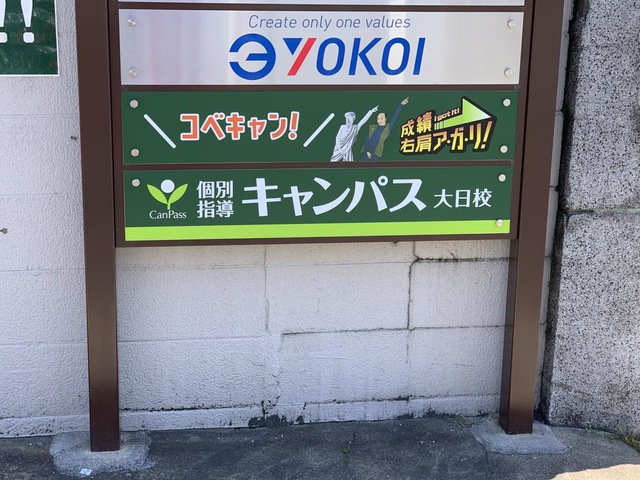 !!
Create only one values
YOKOI
\ コベキャン! /
I got it!
成績
右肩ア・ガ・リ!
CanPass
個別
指導
キャンパス 大日校